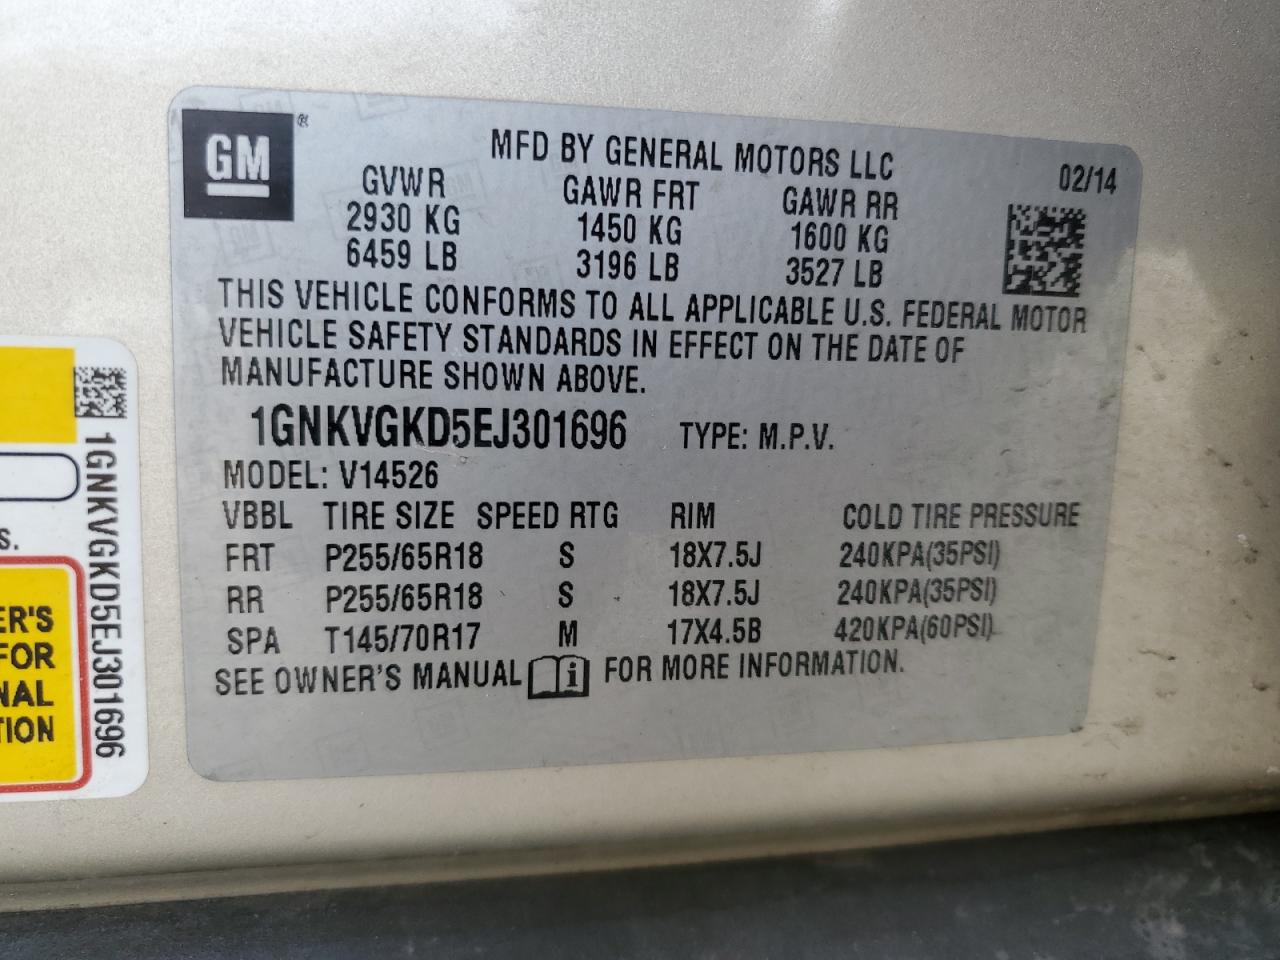 GM
®
MFD BY GENERAL MOTORS LLC
02/14
GVWR GAWR FRT GAWR RR
2930 KG 1450 KG 1600 KG
6459 LB 3196 LB 3527 LB
THIS VEHICLE CONFORMS TO ALL APPLICABLE U.S. FEDERAL MOTOR
VEHICLE SAFETY STANDARDS IN EFFECT ON THE DATE OF
MANUFACTURE SHOWN ABOVE.
1GNKVGKD5EJ301696 TYPE: M.P.V.
MODEL: V14526
VBBL TIRE SIZE SPEED RTG RIM COLD TIRE PRESSURE
FRT P255/65R18 S 18X7.5J 240KPA(35PSI)
RR P255/65R18 S 18X7.5J 240KPA(35PSI)
SPA T145/70R17 M 17X4.5B 420KPA(60PSI)
SEE OWNER'S MANUAL i FOR MORE INFORMATION.
1GNKVGKD5EJ301696
S.
ER'S
FOR
NAL
TION